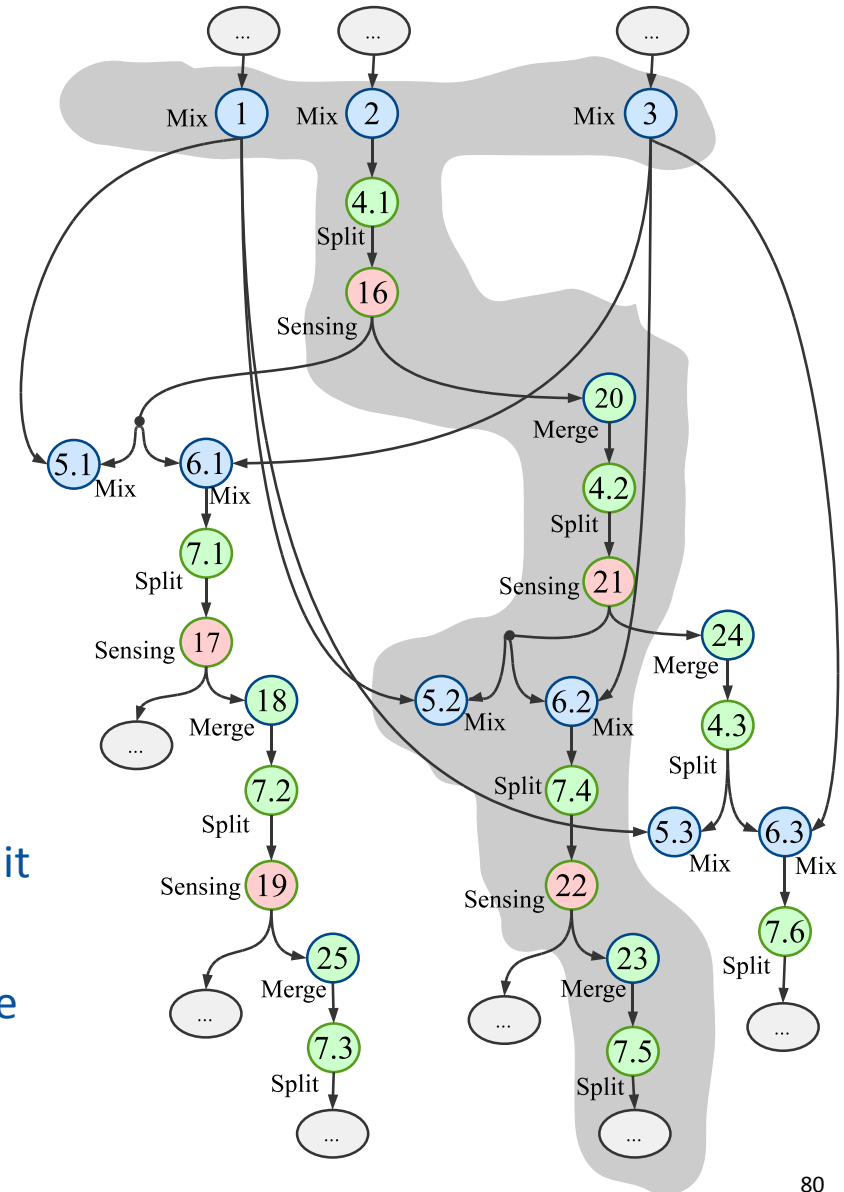 ... ... ...
Mix 1 Mix 2 Mix 3
4.1
Split
16
Sensing
20
Merge
5.1 6.1 4.2
Mix Mix
Split
7.1
Split Sensing 21
Sensing 17 24
Merge
18 5.2 6.2
Merge Mix Mix 4.3
...
Split
7.2 Split 7.4
Split 5.3 6.3
it Mix Mix
Sensing 19 Sensing 22
7.6
25 23 Split
Merge Merge
e ... ... ...
7.3 7.5
Split Split
... ...
80